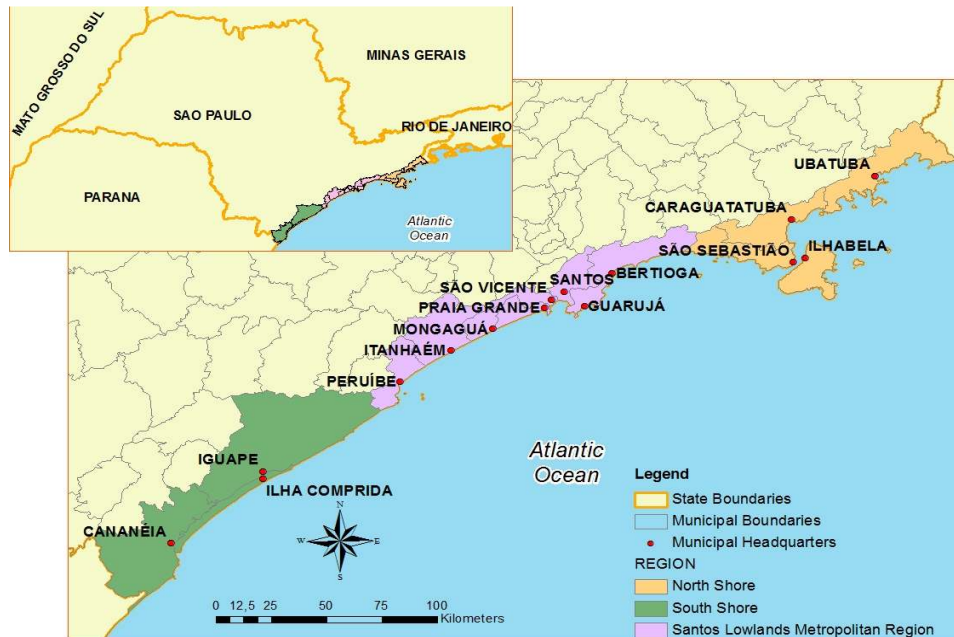 MATO GROSSO DO SUL
MINAS GERAIS
SAO PAULO
RIO DE JANEIRO
PARANA
Atlantic
Ocean
UBATUBA
CARAGUATATUBA
SÃO SEBASTIÃO
ILHABELA
BERTIOGA
SANTOS
SÃO VICENTE
PRAIA GRANDE
GUARUJÁ
MONGAGUÁ
ITANHAÉM
PERUÍBE
IGUAPE
ILHA COMPRIDA
CANANÉIA
Atlantic
Ocean
N
W
E
S
0 12,5 25 50 75 100
Kilometers
Legend
State Boundaries
Municipal Boundaries
Municipal Headquarters
REGION
North Shore
South Shore
Santos Lowlands Metropolitan Region